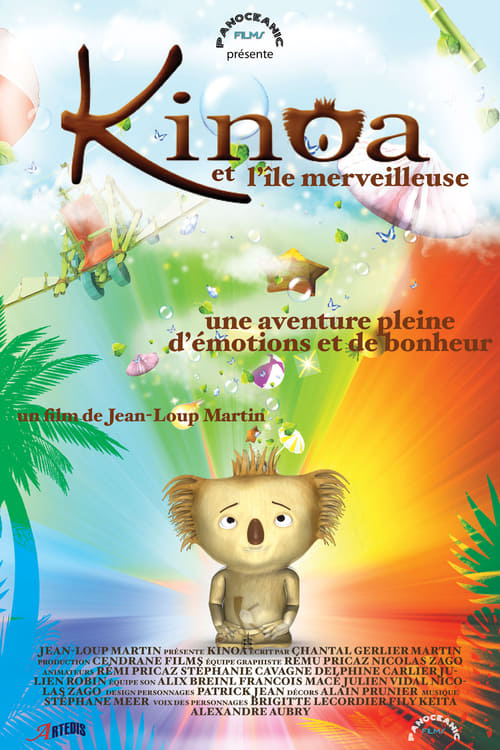 PANOCEANIC
FILMS
présente
Kinoa
et l'île merveilleuse
une aventure pleine
d'émotions et de bonheur
un film de Jean-Loup Martin
JEAN-LOUP MARTIN PRÉSENTE KINOA ÉCRIT PAR CHANTAL GERLIER MARTIN
PRODUCTION CENDRANE FILMS ÉQUIPE GRAPHISTE RÉMU PRICAZ NICOLAS ZAGO
ANIMATEURS RÉMI PRICAZ STÉPHANIE CAVAGNE DELPHINE CARLIER JU-
LIEN ROBIN ÉQUIPE SON ALIX BREINL FRANCOIS MACÉ JULIEN VIDAL NICO-
LAS ZAGO DESIGN PERSONNAGES PATRICK JEAN DÉCORS ALAIN PRUNIER MUSIQUE
STÉPHANE MEER VOIX DES PERSONNAGES BRIGITTE LECORDIER FILY KEITA
ALEXANDRE AUBRY
ARTEDIS
PANOCEANIC
FILMS